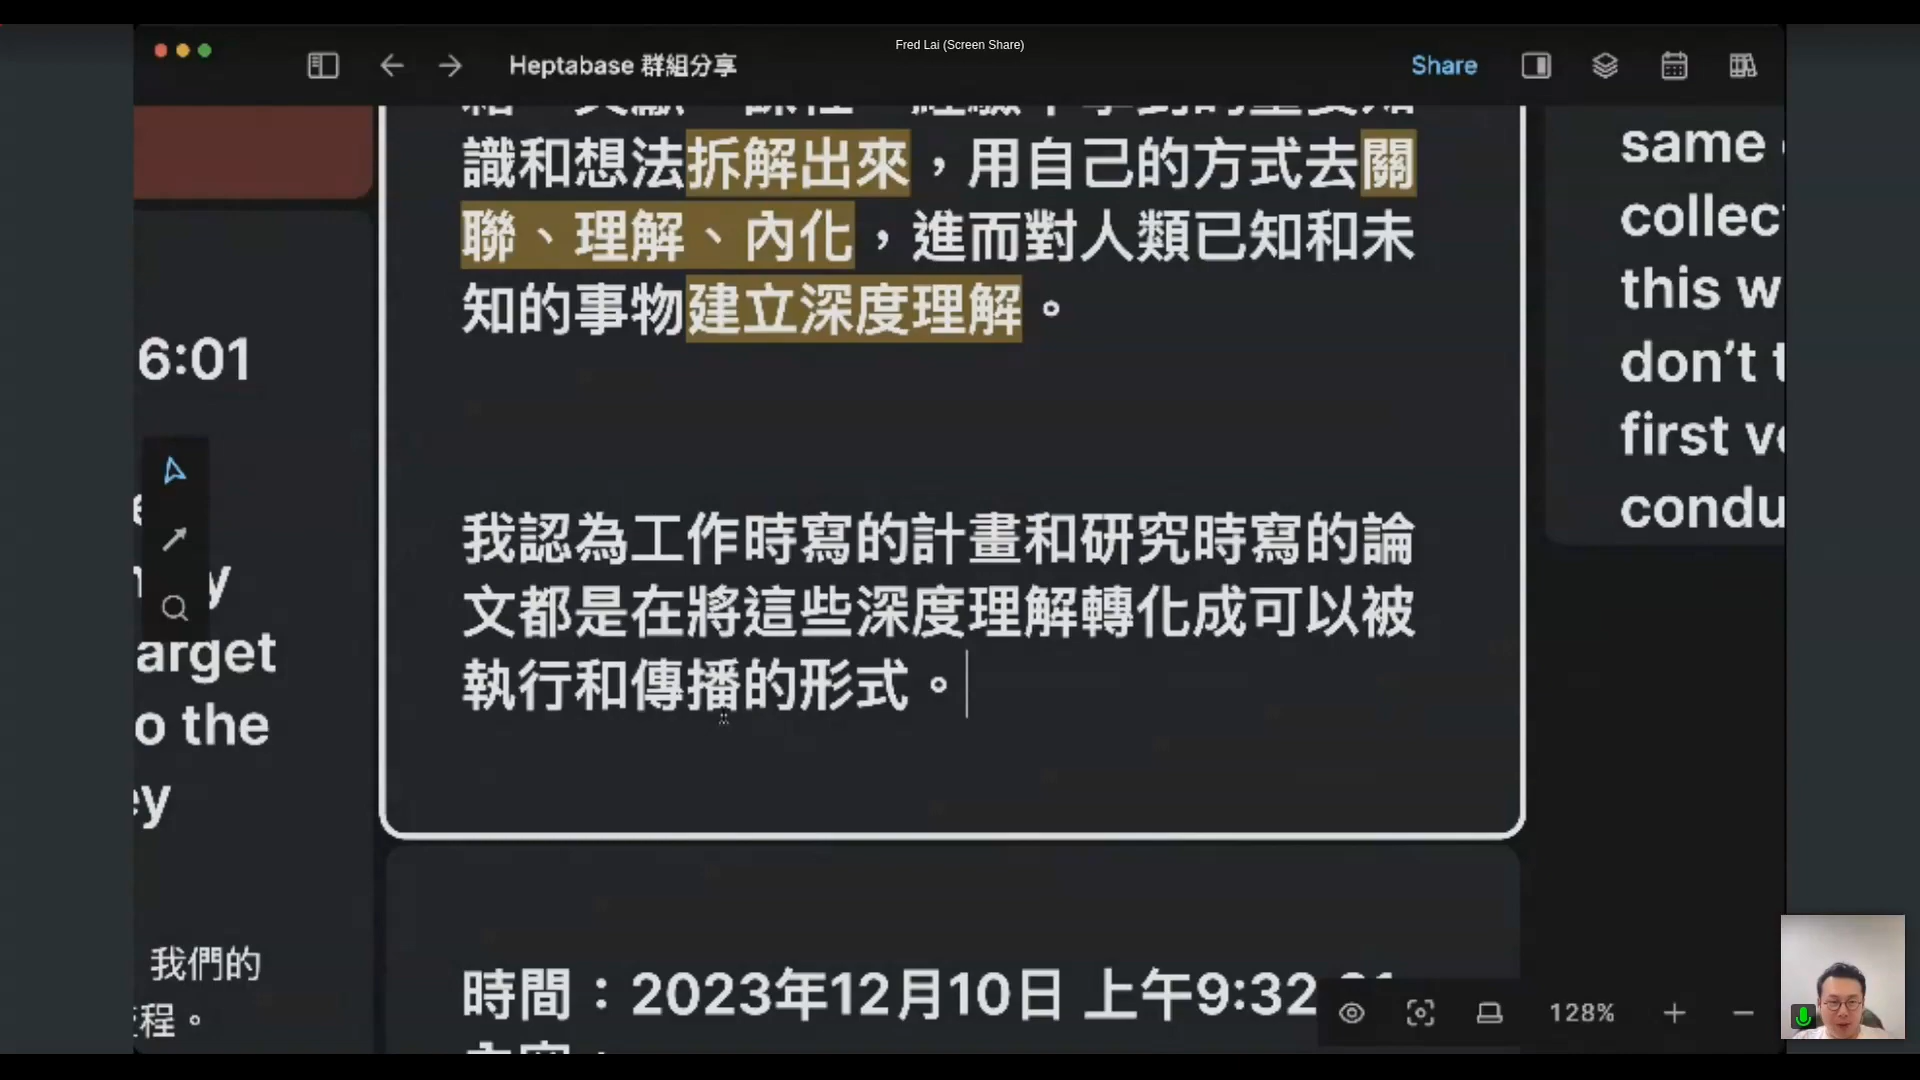 Fred Lai (Screen Share)
Heptabase 群組分享
Share
識和想法拆解出來，用自己的方式去關
聯、理解、內化，進而對人類已知和未
知的事物建立深度理解。
我認為工作時寫的計畫和研究時寫的論
文都是在將這些深度理解轉化成可以被
執行和傳播的形式。
時間：2023年12月10日 上午9:32
6:01
arget
o the
ey
我們的
程。
same
collec
this w
don’t t
first v
condu
128%